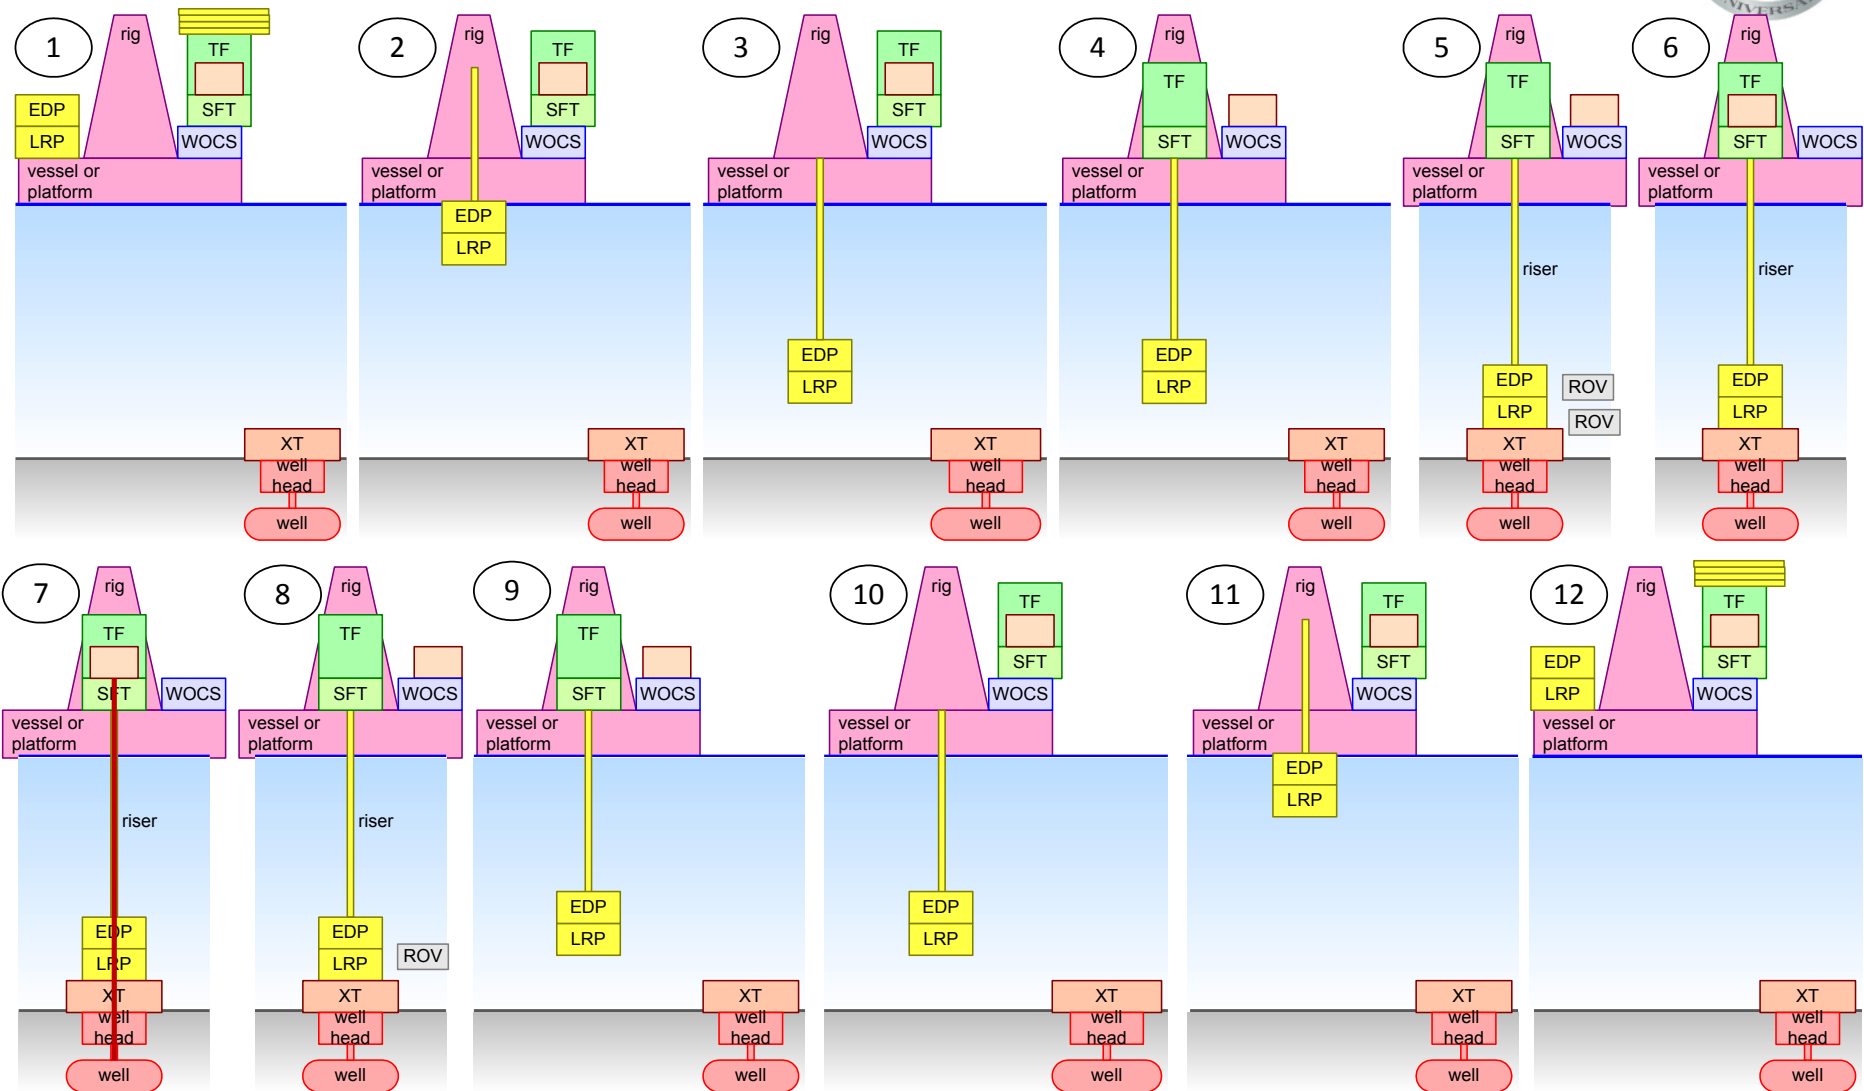 NIVERSA
1
rig
TF
SFT
EDP
LRP
WOCS
vessel or
platform
XT
well
head
well
2
rig
TF
SFT
WOCS
vessel or
platform
EDP
LRP
XT
well
head
well
3
rig
TF
SFT
WOCS
vessel or
platform
EDP
LRP
XT
well
head
well
4
rig
TF
SFT
WOCS
vessel or
platform
EDP
LRP
XT
well
head
well
5
rig
TF
SFT
WOCS
vessel or
platform
riser
EDP
LRP
ROV
ROV
XT
well
head
well
6
rig
TF
SFT
WOCS
vessel or
platform
riser
EDP
LRP
XT
well
head
well
7
rig
TF
SFT
WOCS
vessel or
platform
riser
EDP
LRP
XT
well
head
well
8
rig
TF
SFT
WOCS
vessel or
platform
riser
EDP
LRP
ROV
XT
well
head
well
9
rig
TF
SFT
WOCS
vessel or
platform
EDP
LRP
XT
well
head
well
10
rig
TF
SFT
WOCS
vessel or
platform
EDP
LRP
XT
well
head
well
11
rig
TF
SFT
WOCS
vessel or
platform
EDP
LRP
XT
well
head
well
12
rig
TF
SFT
EDP
LRP
WOCS
vessel or
platform
XT
well
head
well